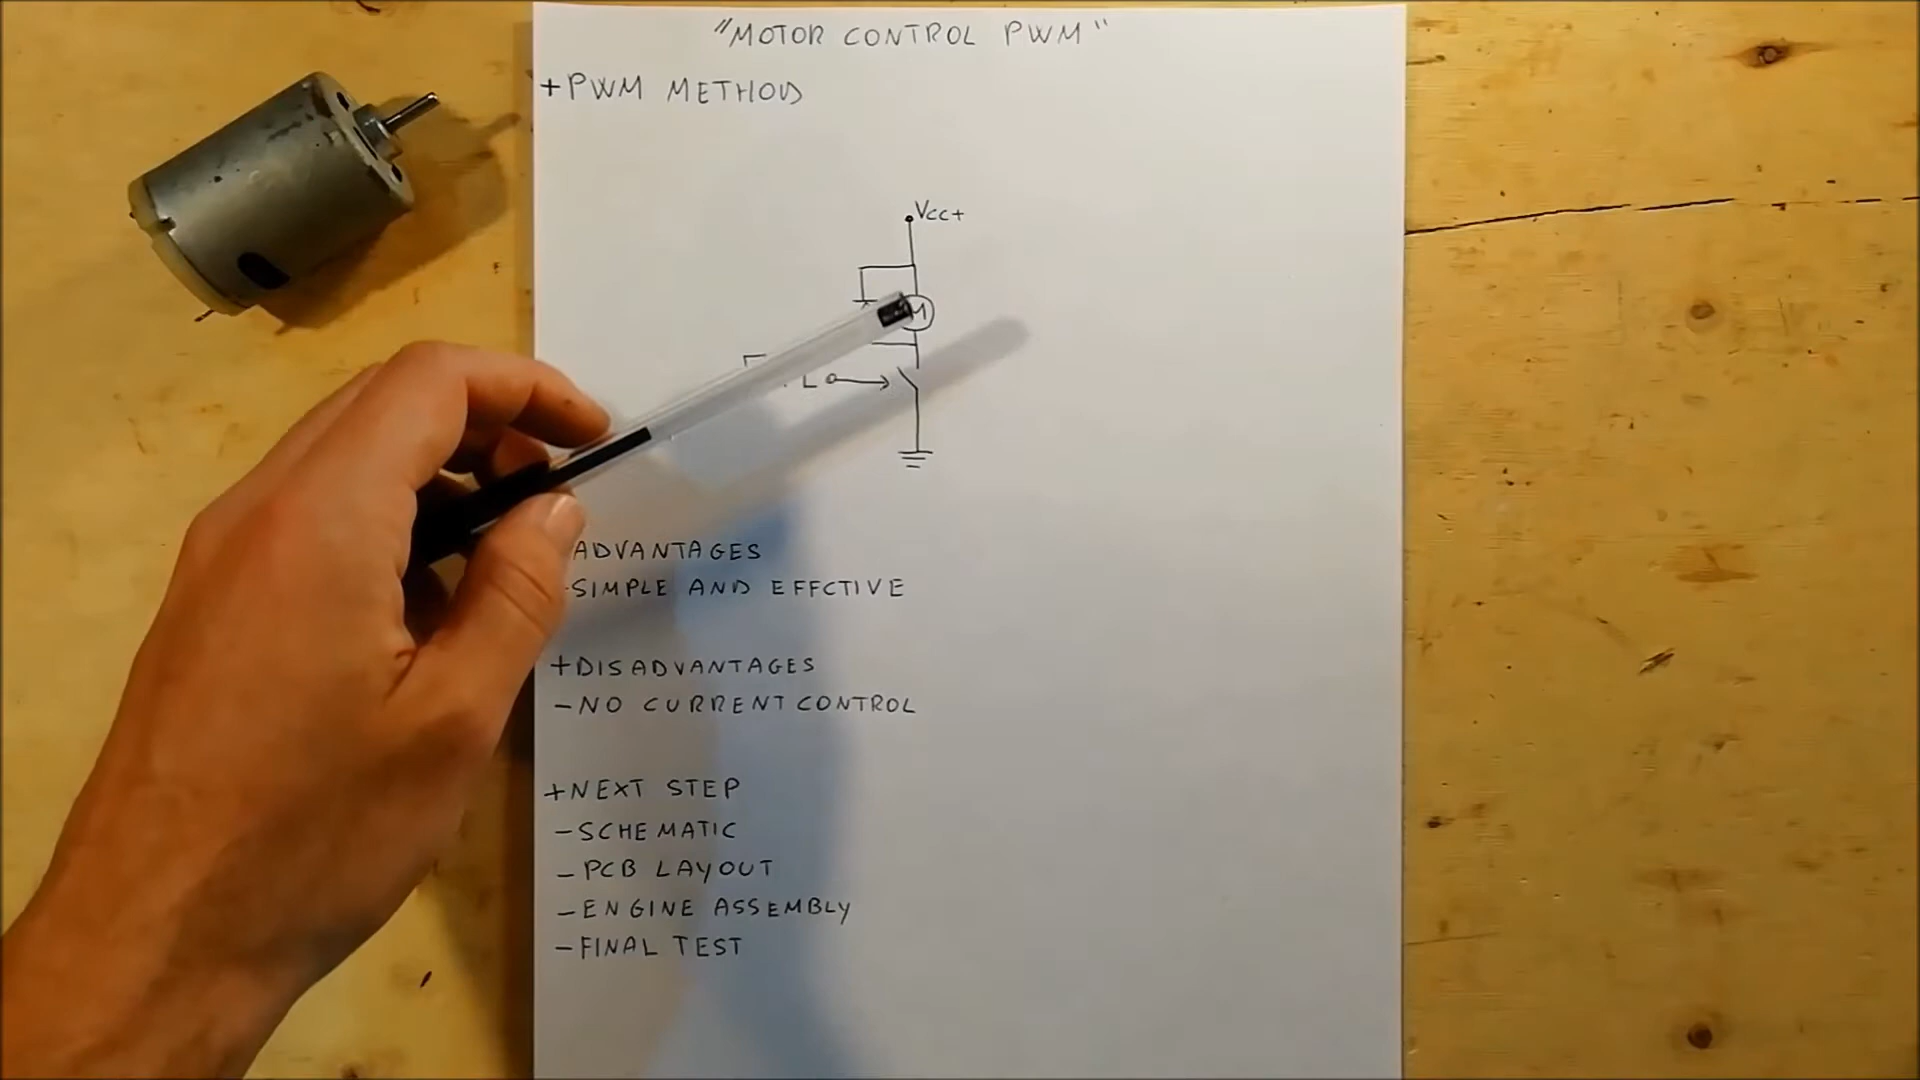 "MOTOR CONTROL PWM"
+PWM METHOD
Vcc+
M
ADVANTAGES
-SIMPLE AND EFFCTIVE
+DISADVANTAGES
-NO CURRENT CONTROL
+NEXT STEP
-SCHEMATIC
-PCB LAYOUT
-ENGINE ASSEMBLY
-FINAL TEST